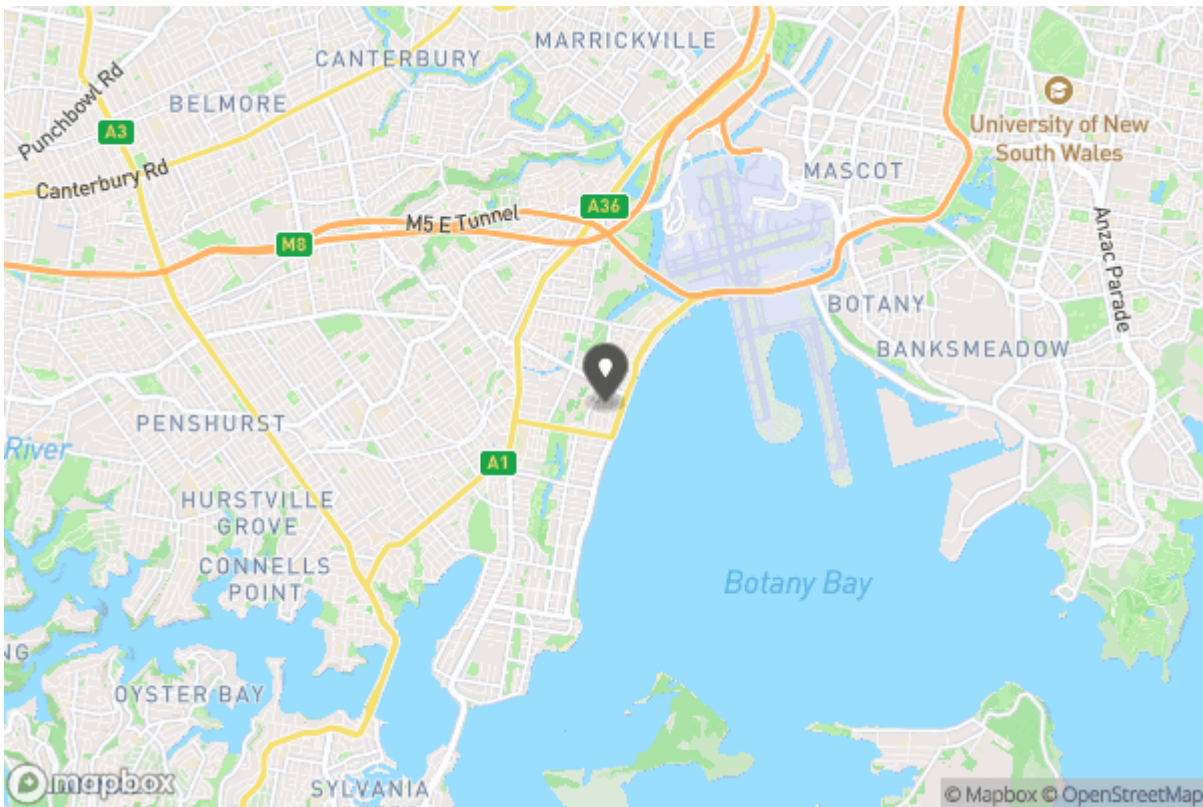 MARRICKVILLE
CANTERBURY
Punchbowl Rd
BELMORE
A3
University of New
South Wales
MASCOT
Canterbury Rd
A36
M5 E Tunnel
M8
Anzac Parade
BOTANY
BANKSMEADOW
PENSHURST
River
A1
HURSTVILLE
GROVE
CONNELLS
POINT
Botany Bay
NG
OYSTER BAY
mapbox
SYLVANIA
© Mapbox © OpenStreetMap